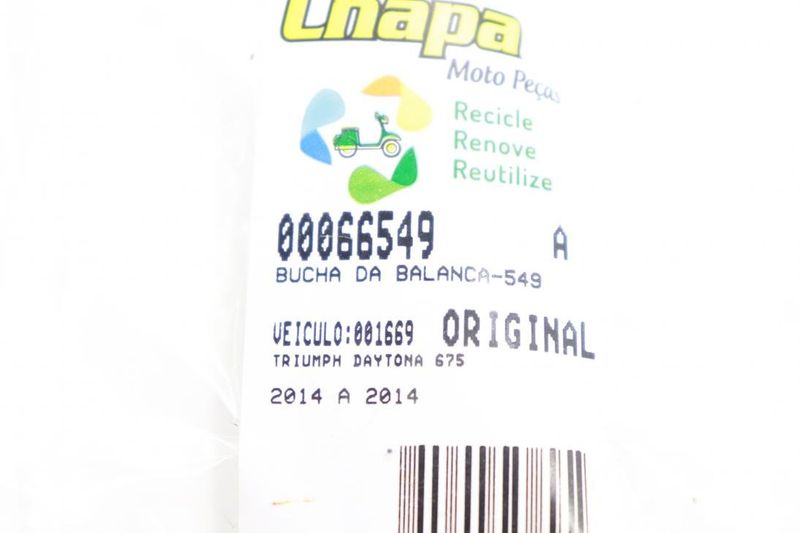 Chapa
Moto Peças
Recicle
Renove
Reutilize
00066549 A
BUCHA DA BALANCA-549
VEICULO:001669 ORIGINAL
TRIUMPH DAYTONA 675
2014 A 2014